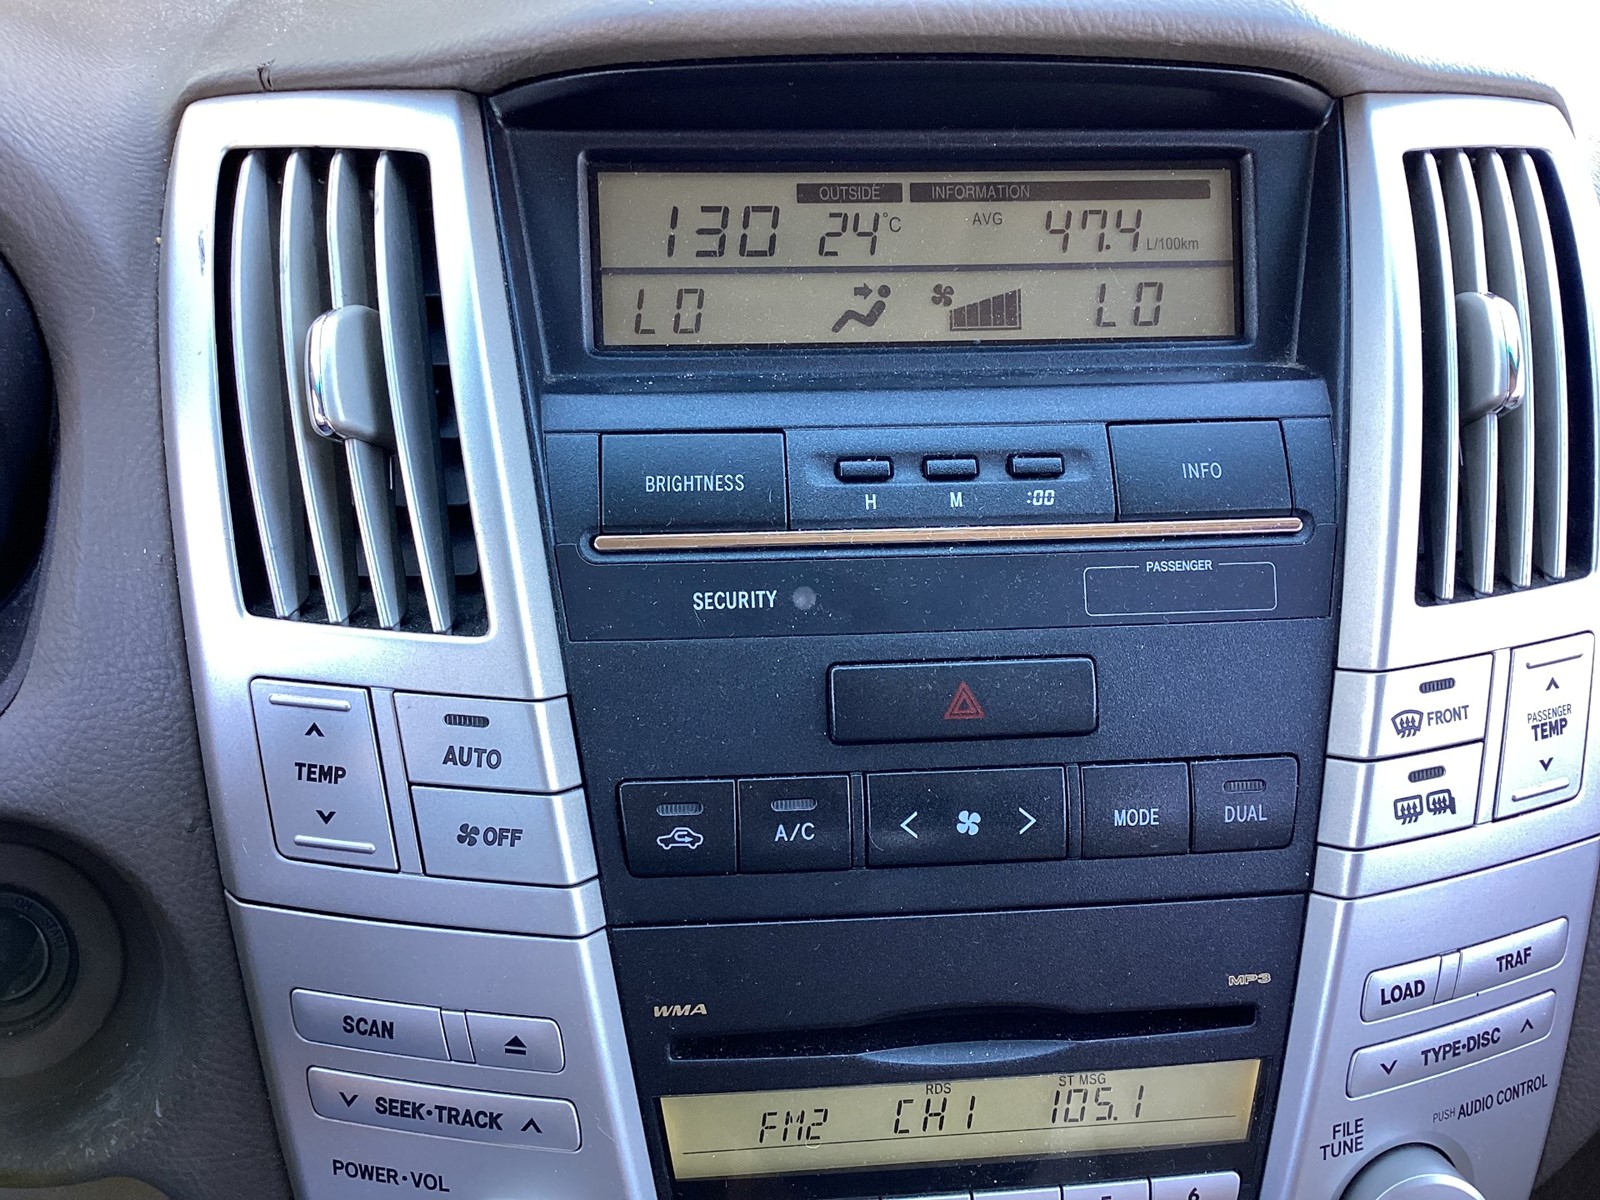 OUTSIDE INFORMATION
130 24°C AVG 47.4 L/100km
LO LO
BRIGHTNESS
H M :00
INFO
SECURITY
PASSENGER
TEMP
AUTO
OFF
A/C
MODE
DUAL
FRONT
PASSENGER
TEMP
WMA
MP3
SCAN
SEEK•TRACK
POWER•VOL
RDS ST MSG
FM2 CH1 105.1
6
LOAD
TRAF
TYPE•DISC
PUSH AUDIO CONTROL
FILE
TUNE